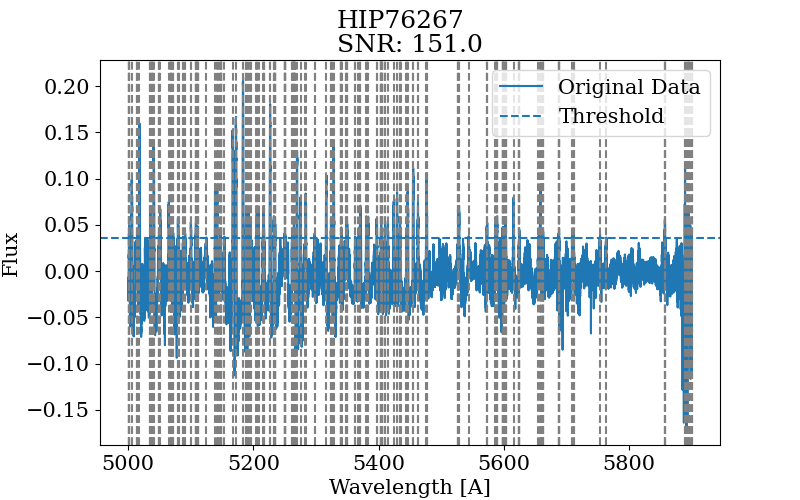 HIP76267
SNR: 151.0
Original Data
Threshold
Flux
0.20
0.15
0.10
0.05
0.00
−0.05
−0.10
−0.15
5000 5200 5400 5600 5800
Wavelength [A]